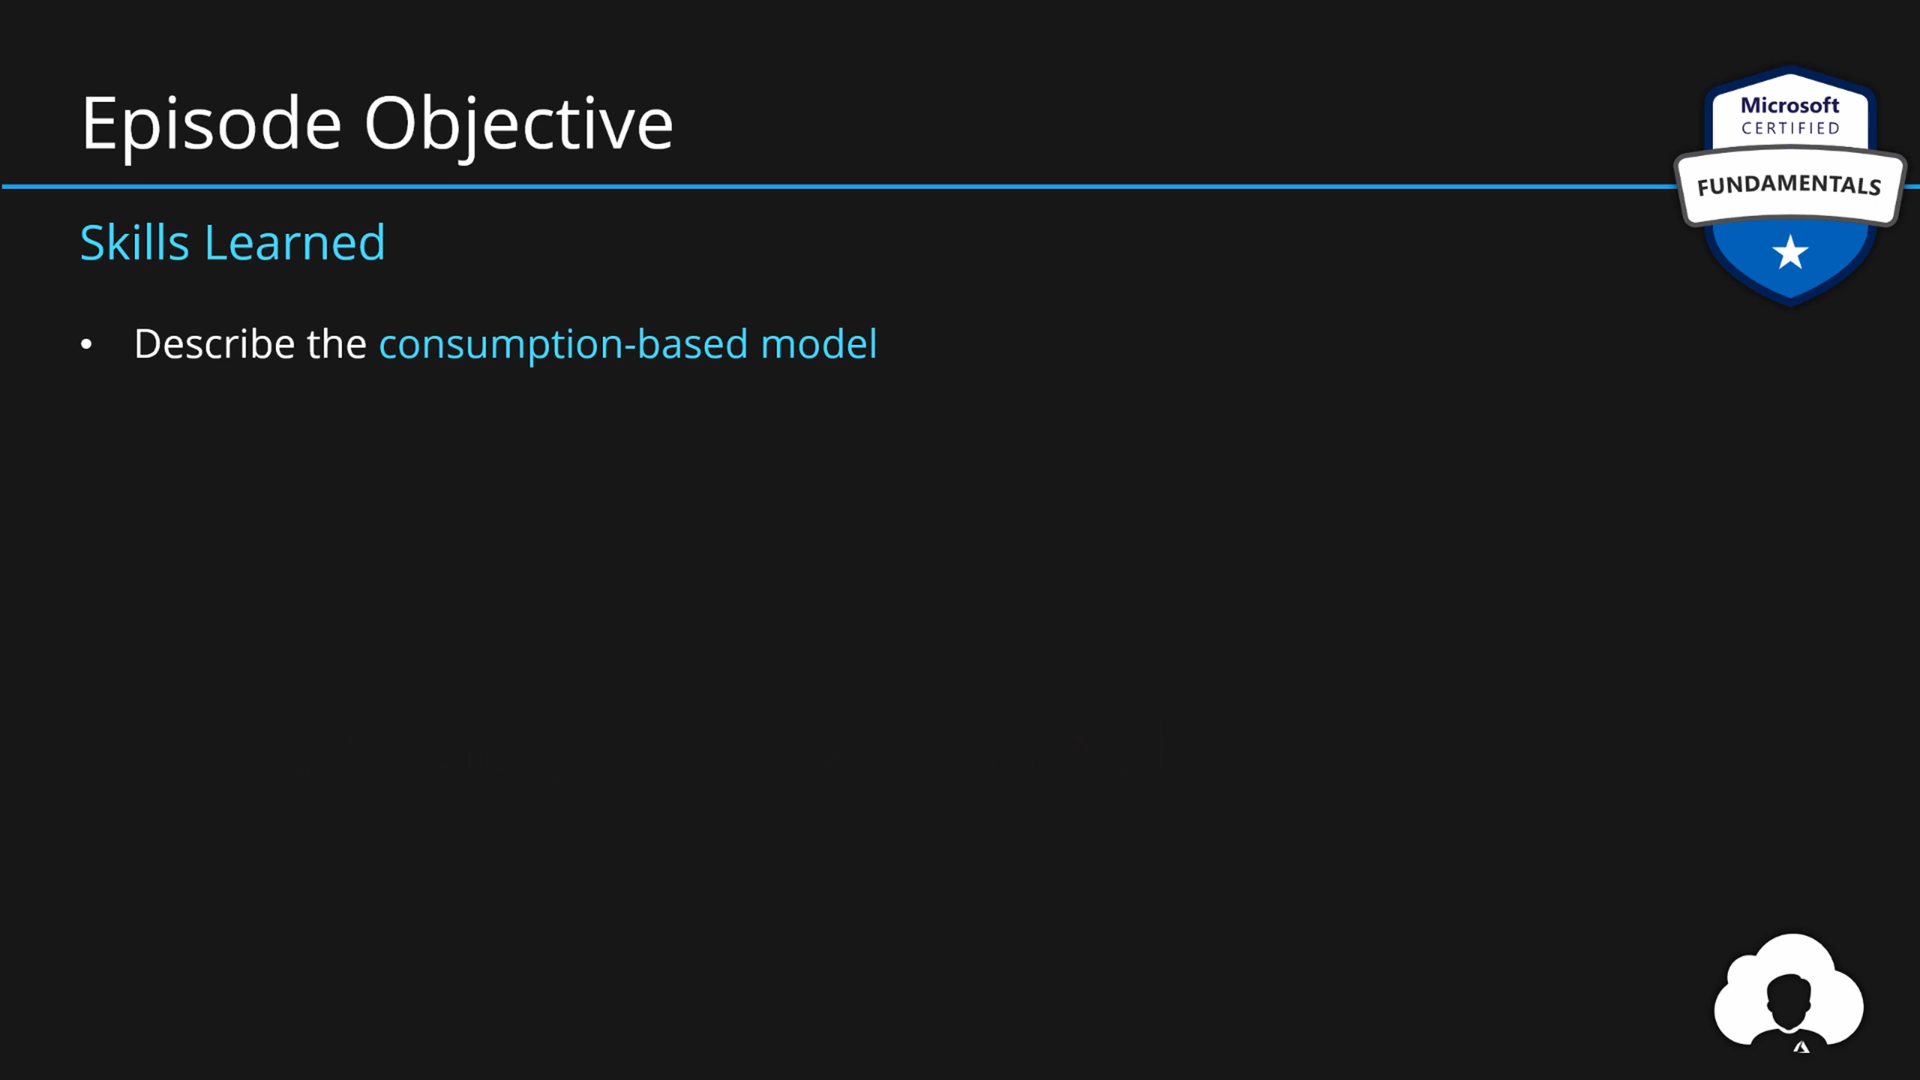 Episode Objective
Microsoft
CERTIFIED
FUNDAMENTALS
Skills Learned
• Describe the consumption-based model